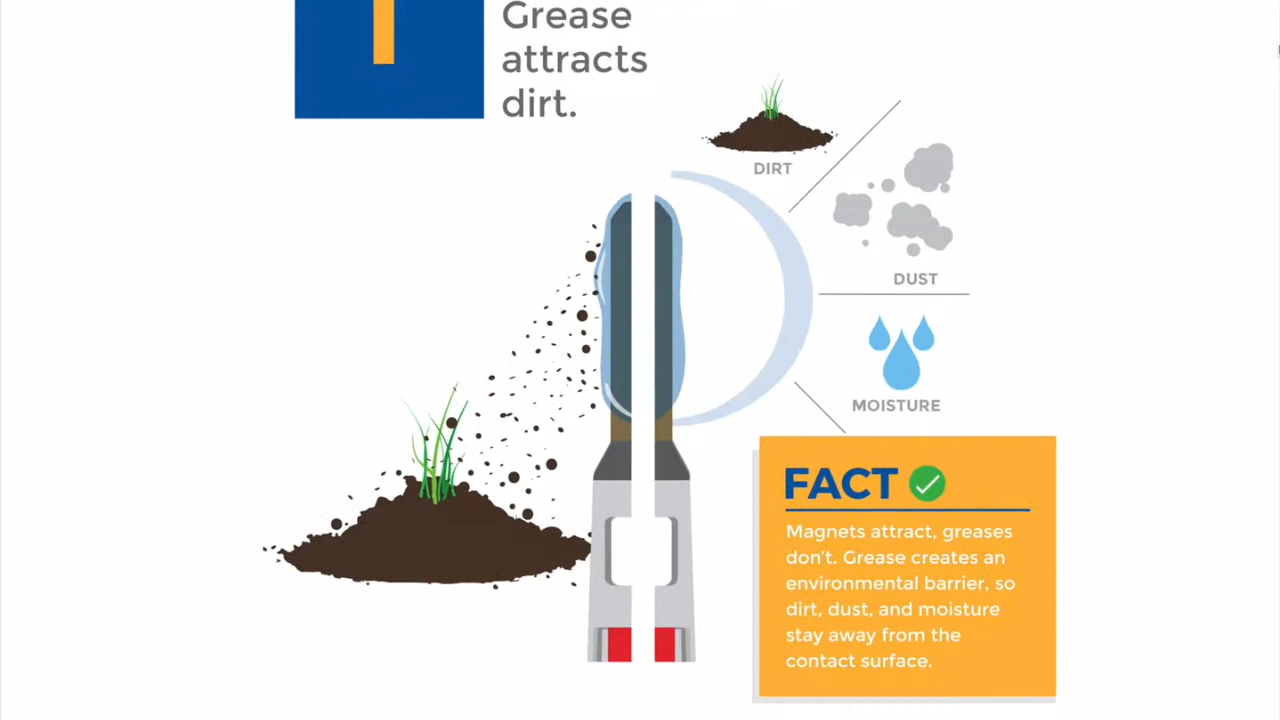 Grease
attracts
dirt.
DIRT
DUST
MOISTURE
FACT
Magnets attract, greases
don't. Grease creates an
environmental barrier, so
dirt, dust, and moisture
stay away from the
contact surface.